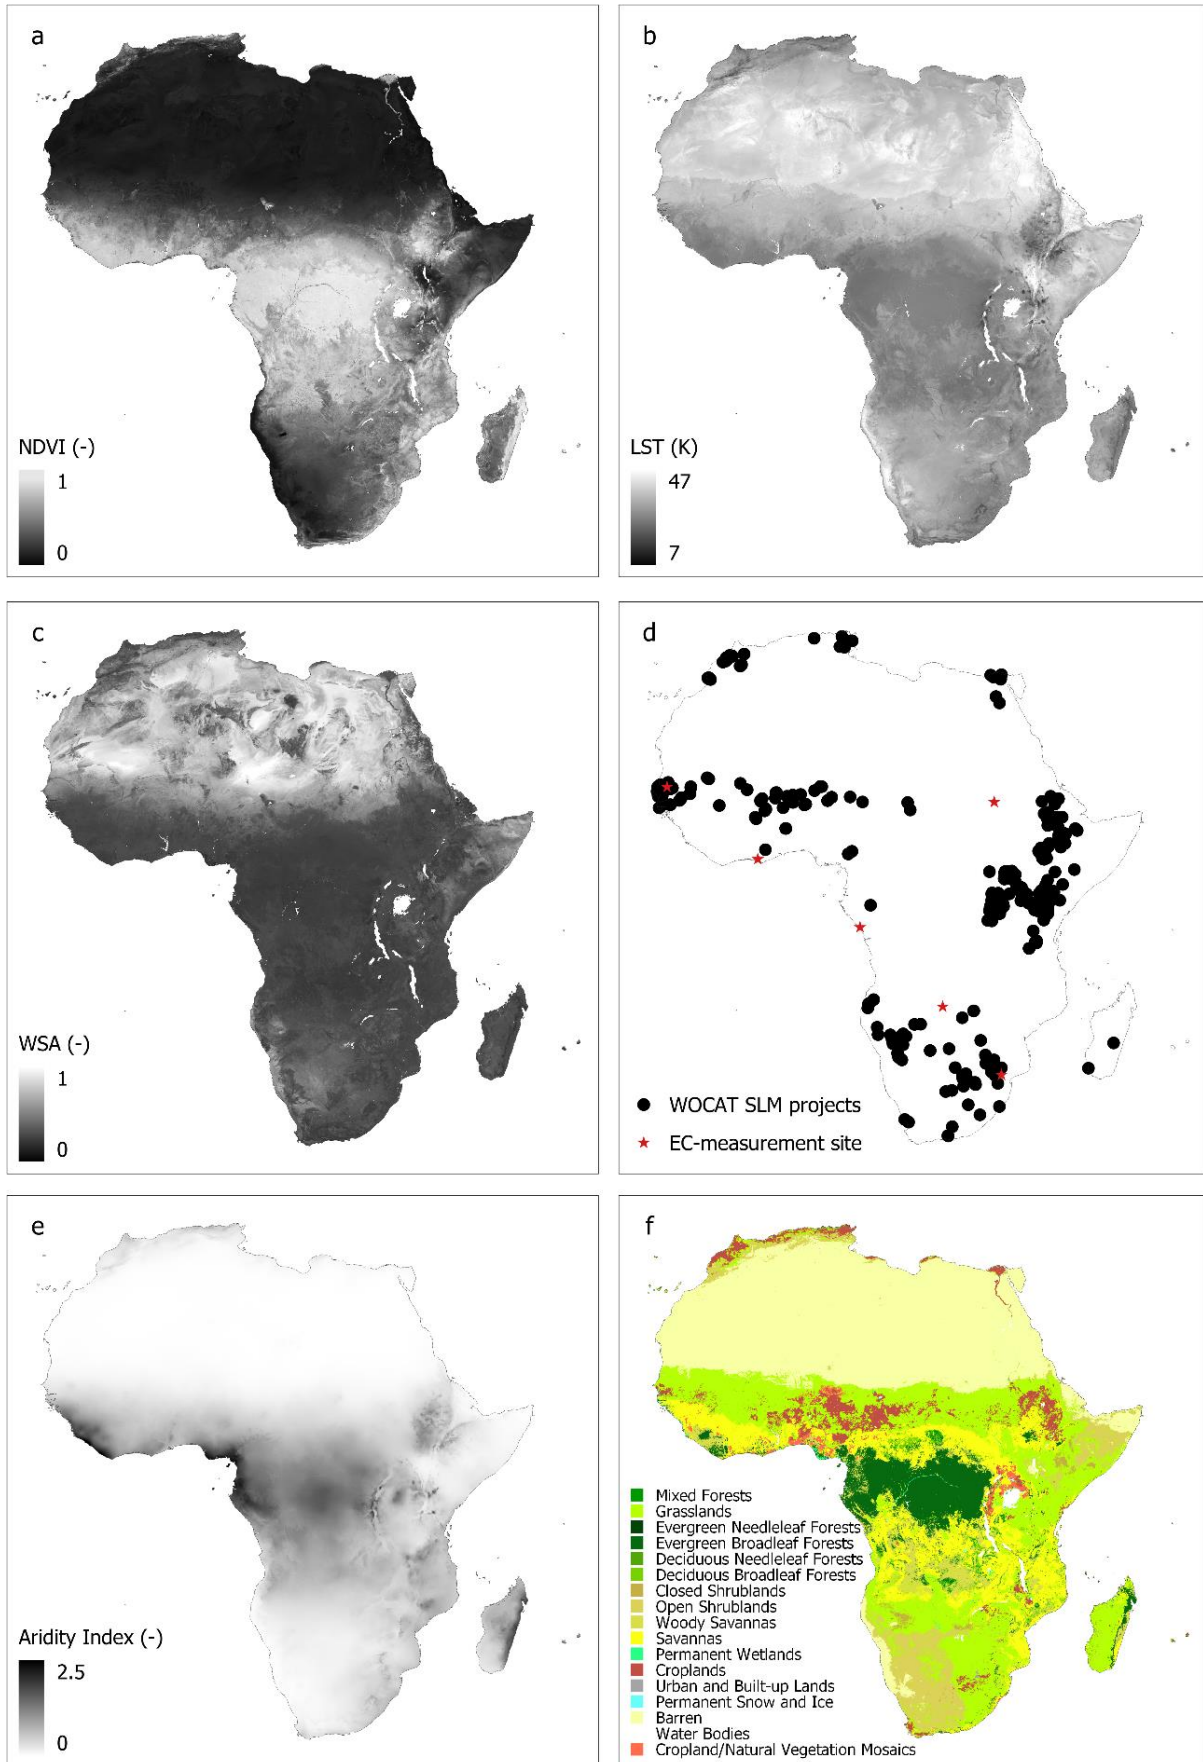 a
NDVI (-)
1
0
b
LST (K)
47
7
c
WSA (-)
1
0
d
WOCAT SLM projects
EC-measurement site
e
Aridity Index (-)
2.5
0
f
Mixed Forests
Grasslands
Evergreen Needleleaf Forests
Evergreen Broadleaf Forests
Deciduous Needleleaf Forests
Deciduous Broadleaf Forests
Closed Shrublands
Open Shrublands
Woody Savannas
Savannas
Permanent Wetlands
Croplands
Urban and Built-up Lands
Permanent Snow and Ice
Barren
Water Bodies
Cropland/Natural Vegetation Mosaics